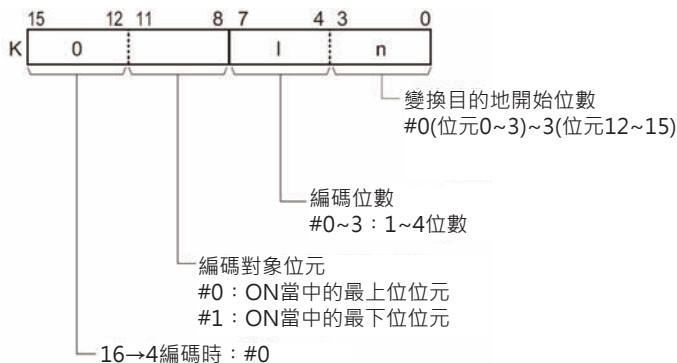 15 12 11 8 7 4 3 0
K 0 l n
變換目的地開始位數
#0(位元0~3)~3(位元12~15)
編碼位數
#0~3：1~4位數
編碼對象位元
#0：ON當中的最上位位元
#1：ON當中的最下位位元
16→4編碼時：#0